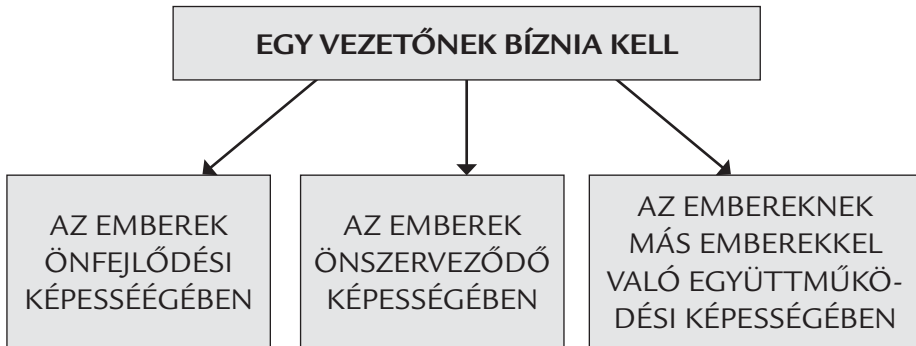 EGY VEZETŐNEK BÍZNIA KELL
AZ EMBEREK
ÖNFEJLŐDÉSI
KÉPESSÉÉGÉBEN
AZ EMBEREK
ÖNSZERVEZŐDŐ
KÉPESSÉGÉBEN
AZ EMBEREKNEK
MÁS EMBEREKKEL
VALÓ EGYÜTTMŰKÖ-
DÉSI KÉPESSÉGÉBEN